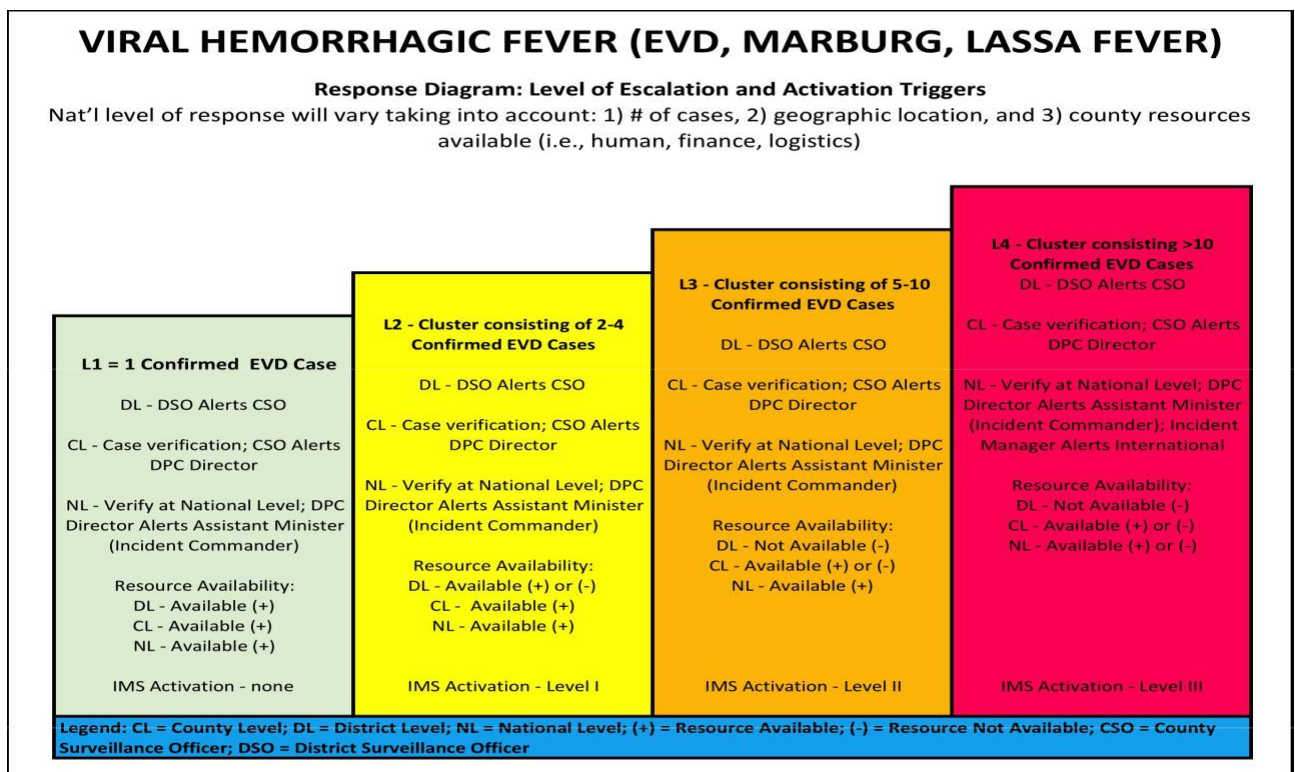 VIRAL HEMORRHAGIC FEVER (EVD, MARBURG, LASSA FEVER)
Response Diagram: Level of Escalation and Activation Triggers
Nat’l level of response will vary taking into account: 1) # of cases, 2) geographic location, and 3) county resources
available (i.e., human, finance, logistics)
L1 = 1 Confirmed EVD Case
DL - DSO Alerts CSO
CL - Case verification; CSO Alerts
DPC Director
NL - Verify at National Level; DPC
Director Alerts Assistant Minister
(Incident Commander)
Resource Availability:
DL - Available (+)
CL - Available (+)
NL - Available (+)
IMS Activation - none
L2 - Cluster consisting of 2-4
Confirmed EVD Cases
DL - DSO Alerts CSO
CL - Case verification; CSO Alerts
DPC Director
NL - Verify at National Level; DPC
Director Alerts Assistant Minister
(Incident Commander)
Resource Availability:
DL - Available (+) or (-)
CL - Available (+)
NL - Available (+)
IMS Activation - Level I
L3 - Cluster consisting of 5-10
Confirmed EVD Cases
DL - DSO Alerts CSO
CL - Case verification; CSO Alerts
DPC Director
NL - Verify at National Level; DPC
Director Alerts Assistant Minister
(Incident Commander)
Resource Availability:
DL - Not Available (-)
CL - Available (+) or (-)
NL - Available (+)
IMS Activation - Level II
L4 - Cluster consisting >10
Confirmed EVD Cases
DL - DSO Alerts CSO
CL - Case verification; CSO Alerts
DPC Director
NL - Verify at National Level; DPC
Director Alerts Assistant Minister
(Incident Commander); Incident
Manager Alerts International
Resource Availability:
DL - Not Available (-)
CL - Available (+) or (-)
NL - Available (+) or (-)
IMS Activation - Level III
Legend: CL = County Level; DL = District Level; NL = National Level; (+) = Resource Available; (-) = Resource Not Available; CSO = County
Surveillance Officer; DSO = District Surveillance Officer